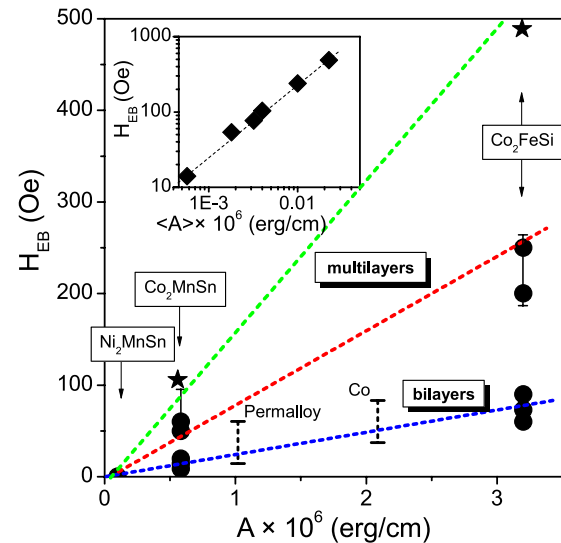 500
400
300
200
100
0
H_EB (Oe)
1000
100
10
H_EB (Oe)
1E-3
0.01
<A>× 10^6 (erg/cm)
Co₂FeSi
multilayers
Co₂MnSn
Ni₂MnSn
Permalloy
Co
bilayers
0
1
2
3
A × 10^6 (erg/cm)